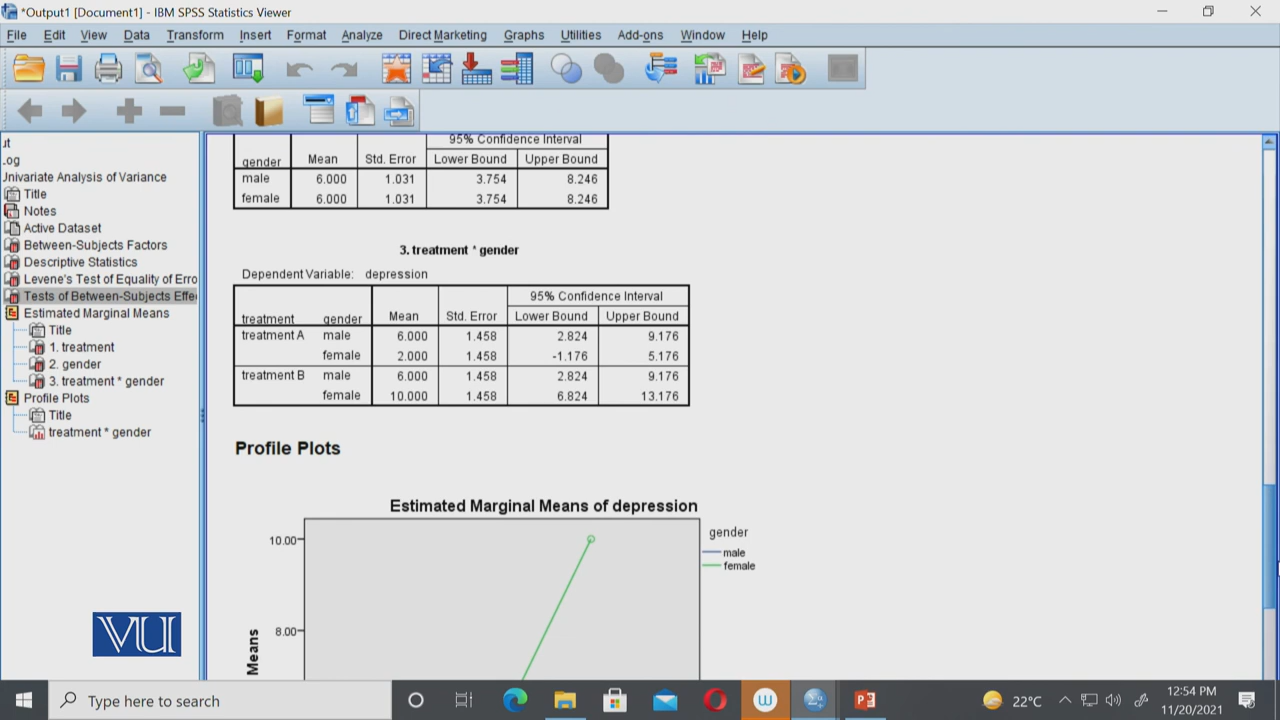 *Output1 [Document1] - IBM SPSS Statistics Viewer
File Edit View Data Transform Insert Format Analyze Direct Marketing Graphs Utilities Add-ons Window Help
Univariate Analysis of Variance
Title
Notes
Active Dataset
Between-Subjects Factors
Descriptive Statistics
Levene's Test of Equality of Erro
Tests of Between-Subjects Effe
Estimated Marginal Means
Title
1. treatment
2. gender
3. treatment * gender
Profile Plots
Title
treatment * gender
95% Confidence Interval
gender Mean Std. Error Lower Bound Upper Bound
male 6.000 1.031 3.754 8.246
female 6.000 1.031 3.754 8.246
3. treatment * gender
Dependent Variable: depression
95% Confidence Interval
treatment gender Mean Std. Error Lower Bound Upper Bound
treatment A male 6.000 1.458 2.824 9.176
female 2.000 1.458 -1.176 5.176
treatment B male 6.000 1.458 2.824 9.176
female 10.000 1.458 6.824 13.176
Profile Plots
Estimated Marginal Means of depression
10.00
8.00
Means
gender
male
female
VU
Type here to search
W
22°C
12:54 PM
11/20/2021